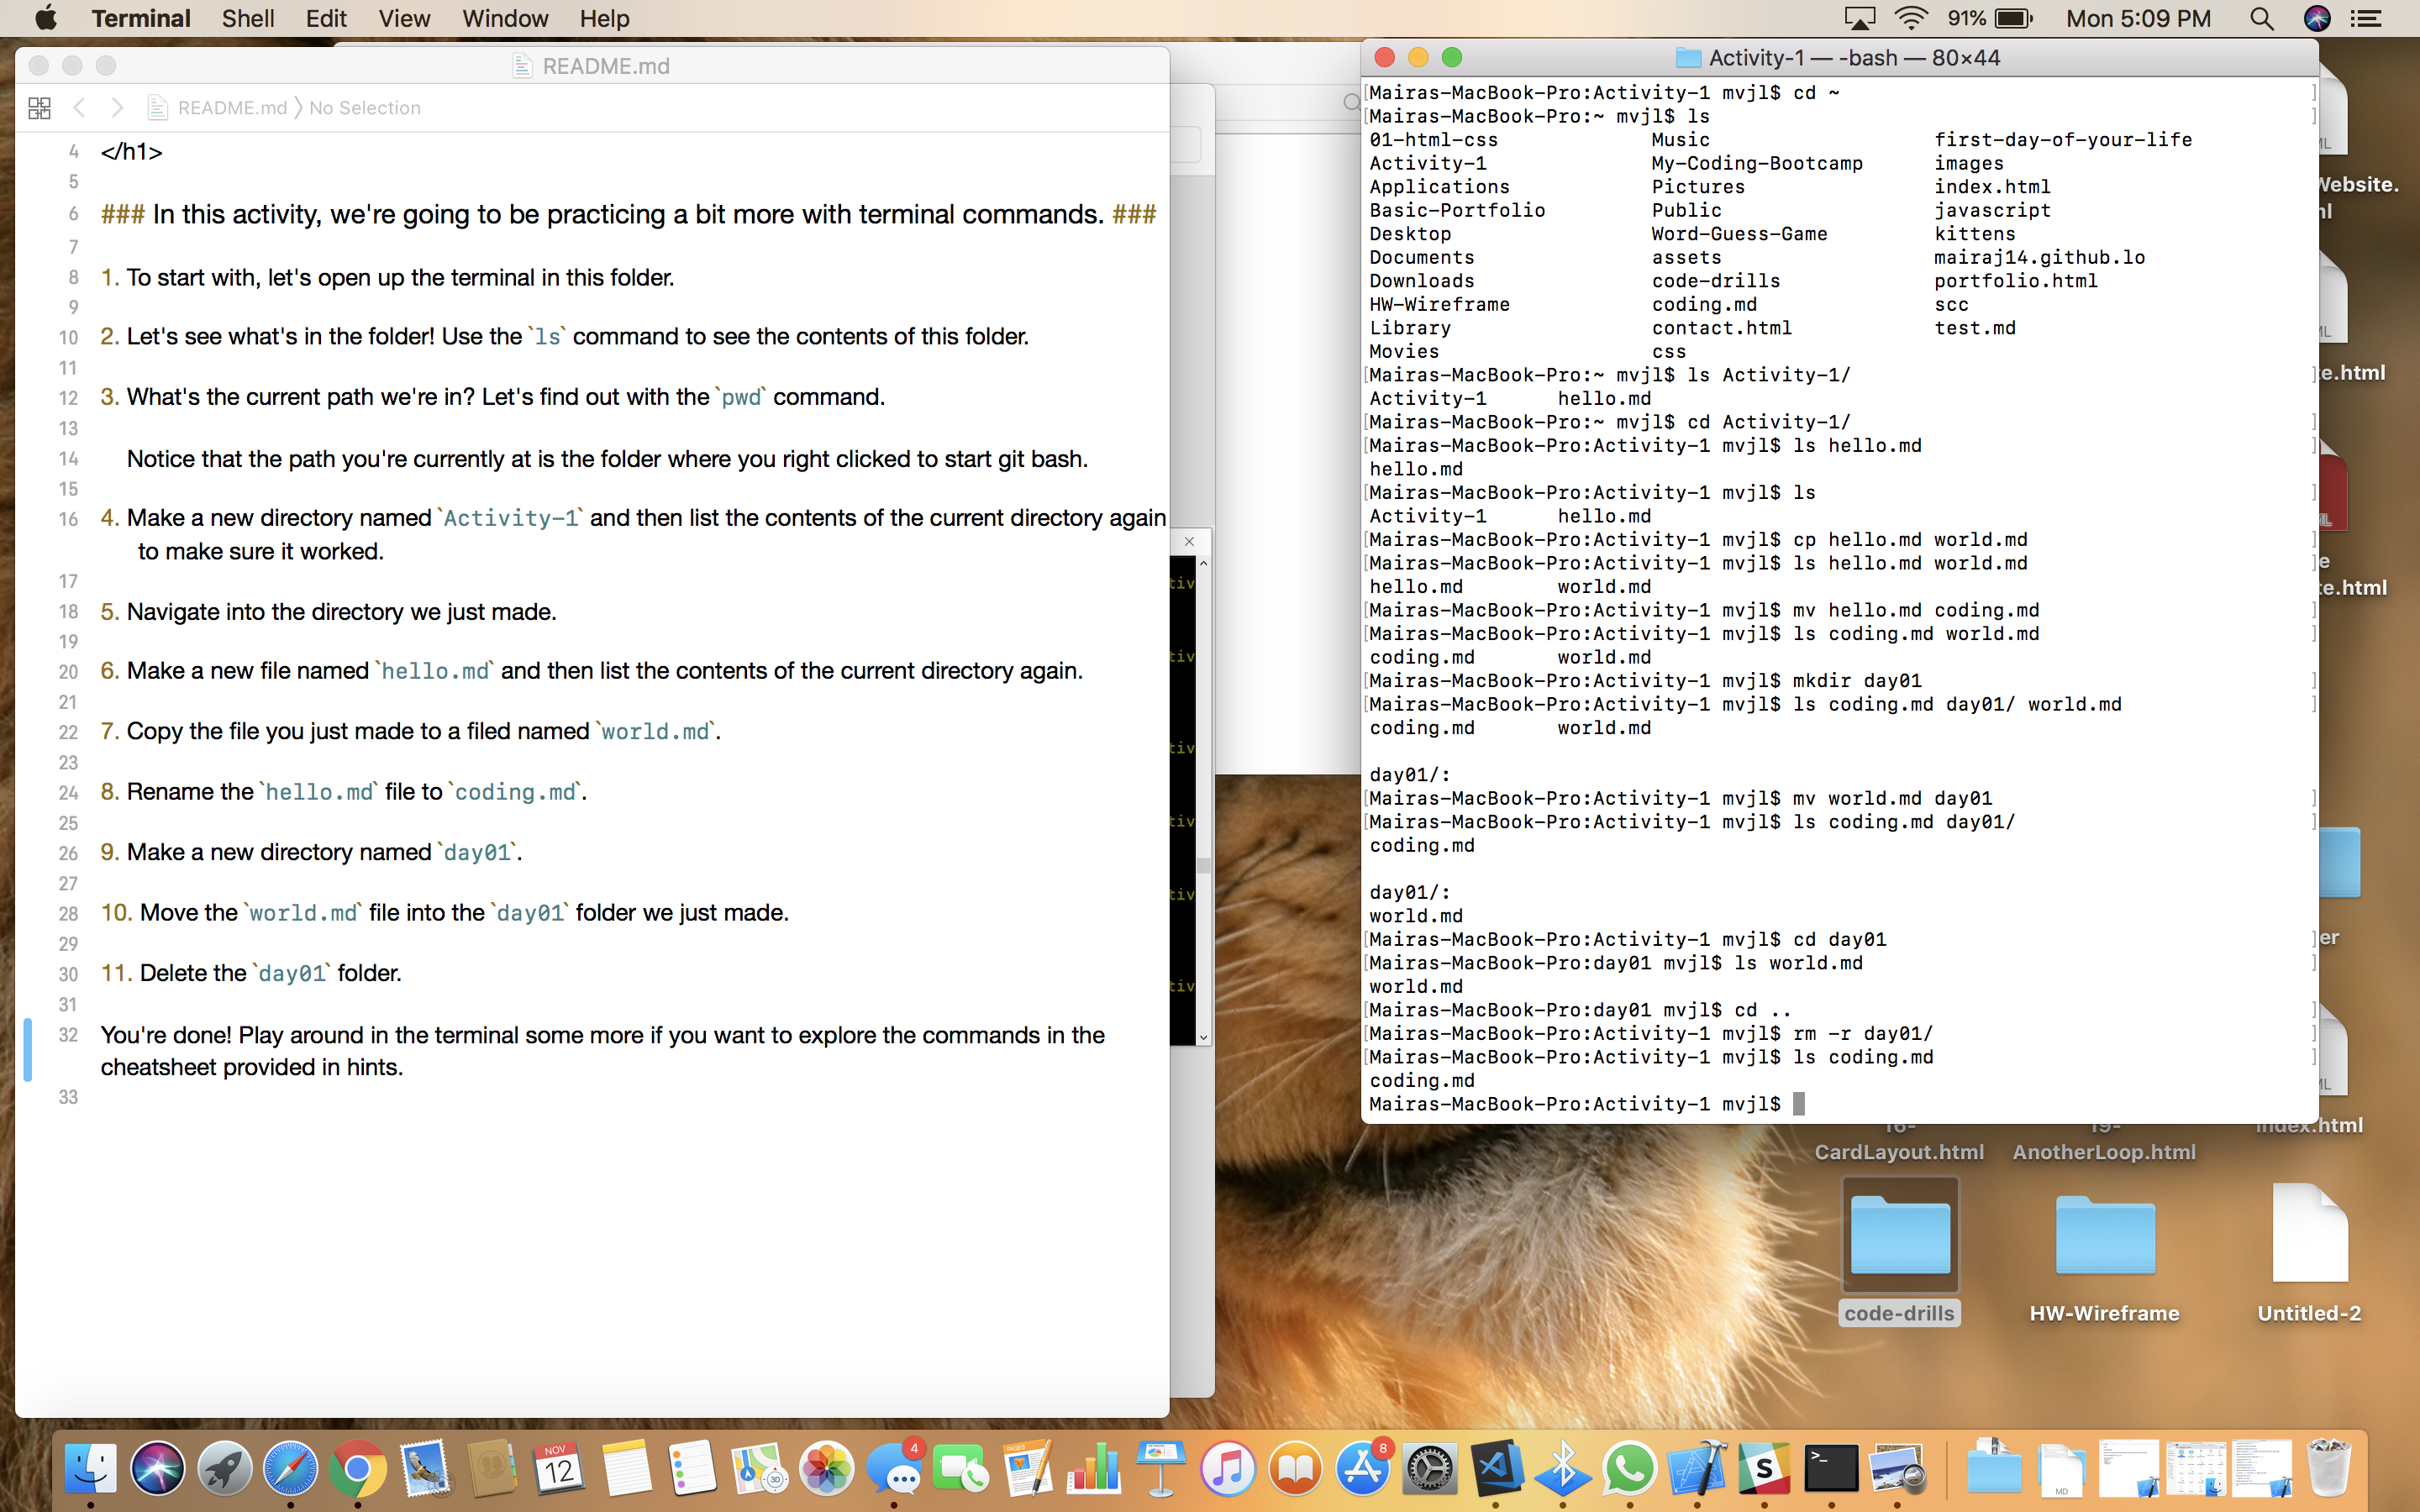 Terminal Shell Edit View Window Help 91% Mon 5:09 PM
README.md
README.md No Selection
4 </h1>
5
6 ### In this activity, we're going to be practicing a bit more with terminal commands. ###
7
8 1. To start with, let's open up the terminal in this folder.
9
10 2. Let's see what's in the folder! Use the `ls` command to see the contents of this folder.
11
12 3. What's the current path we're in? Let's find out with the `pwd` command.
13
14 Notice that the path you're currently at is the folder where you right clicked to start git bash.
15
16 4. Make a new directory named `Activity-1` and then list the contents of the current directory again
to make sure it worked.
17
18 5. Navigate into the directory we just made.
19
20 6. Make a new file named `hello.md` and then list the contents of the current directory again.
21
22 7. Copy the file you just made to a filed named `world.md`.
23
24 8. Rename the `hello.md` file to `coding.md`.
25
26 9. Make a new directory named `day01`.
27
28 10. Move the `world.md` file into the `day01` folder we just made.
29
30 11. Delete the `day01` folder.
31
32 You're done! Play around in the terminal some more if you want to explore the commands in the
cheatsheet provided in hints.
33
tiv
tiv
tiv
tiv
tiv
tiv
Activity-1 — -bash — 80×44
[Mairas-MacBook-Pro:Activity-1 mvjl$ cd ~ ]
[Mairas-MacBook-Pro:~ mvjl$ ls ]
01-html-css Music first-day-of-your-life
Activity-1 My-Coding-Bootcamp images
Applications Pictures index.html
Basic-Portfolio Public javascript
Desktop Word-Guess-Game kittens
Documents assets mairaj14.github.lo
Downloads code-drills portfolio.html
HW-Wireframe coding.md scc
Library contact.html test.md
Movies css
[Mairas-MacBook-Pro:~ mvjl$ ls Activity-1/ ]
Activity-1 hello.md
[Mairas-MacBook-Pro:~ mvjl$ cd Activity-1/ ]
[Mairas-MacBook-Pro:Activity-1 mvjl$ ls hello.md ]
hello.md
[Mairas-MacBook-Pro:Activity-1 mvjl$ ls ]
Activity-1 hello.md
[Mairas-MacBook-Pro:Activity-1 mvjl$ cp hello.md world.md ]
[Mairas-MacBook-Pro:Activity-1 mvjl$ ls hello.md world.md ]
hello.md world.md
[Mairas-MacBook-Pro:Activity-1 mvjl$ mv hello.md coding.md ]
[Mairas-MacBook-Pro:Activity-1 mvjl$ ls coding.md world.md ]
coding.md world.md
[Mairas-MacBook-Pro:Activity-1 mvjl$ mkdir day01 ]
[Mairas-MacBook-Pro:Activity-1 mvjl$ ls coding.md day01/ world.md ]
coding.md world.md
day01/:
[Mairas-MacBook-Pro:Activity-1 mvjl$ mv world.md day01 ]
[Mairas-MacBook-Pro:Activity-1 mvjl$ ls coding.md day01/ ]
coding.md
day01/:
world.md
[Mairas-MacBook-Pro:Activity-1 mvjl$ cd day01 ]
[Mairas-MacBook-Pro:day01 mvjl$ ls world.md ]
world.md
[Mairas-MacBook-Pro:day01 mvjl$ cd .. ]
[Mairas-MacBook-Pro:Activity-1 mvjl$ rm -r day01/ ]
[Mairas-MacBook-Pro:Activity-1 mvjl$ ls coding.md ]
coding.md
Mairas-MacBook-Pro:Activity-1 mvjl$
Website.
te.html
te.html
er
index.html
16-
CardLayout.html
19-
AnotherLoop.html
code-drills
HW-Wireframe
Untitled-2
NOV
12
3D
4
PAGES
8
S
>_
MD